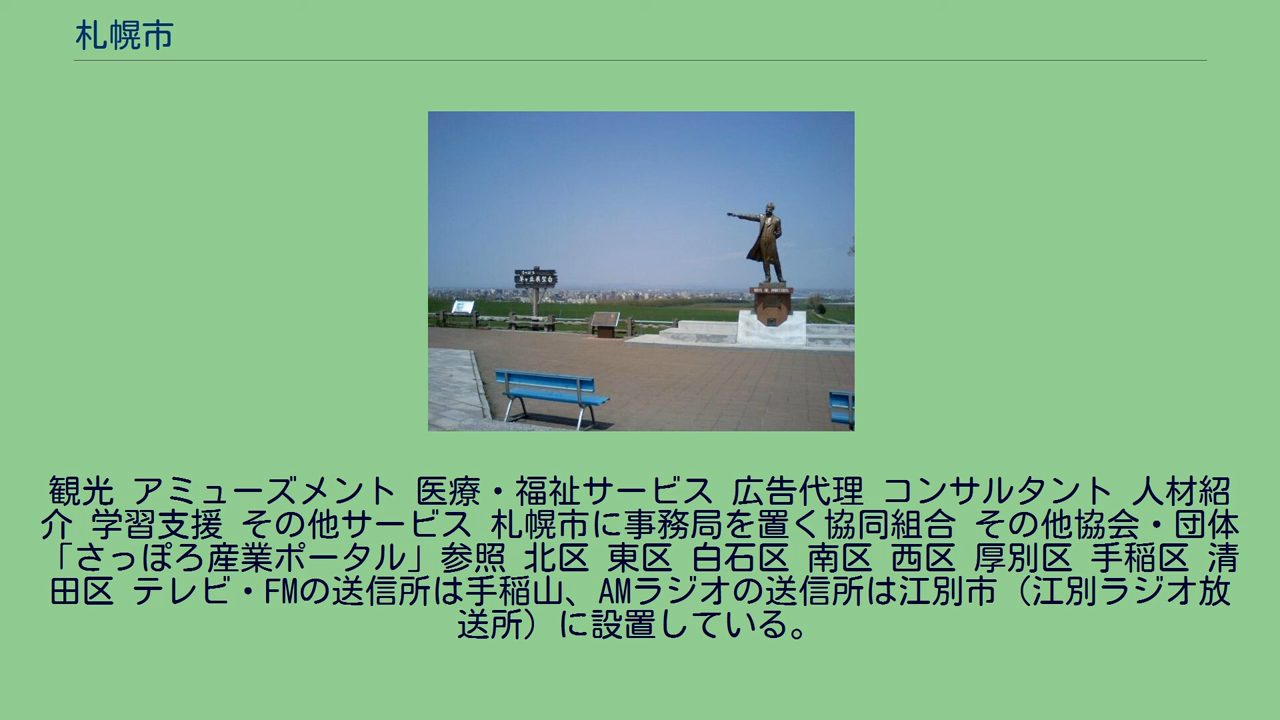 札幌市
観光 アミューズメント 医療・福祉サービス 広告代理 コンサルタント 人材紹
介 学習支援 その他サービス 札幌市に事務局を置く協同組合 その他協会・団体
「さっぽろ産業ポータル」参照 北区 東区 白石区 南区 西区 厚別区 手稲区 清
田区 テレビ・FMの送信所は手稲山、AMラジオの送信所は江別市（江別ラジオ放
送所）に設置している。